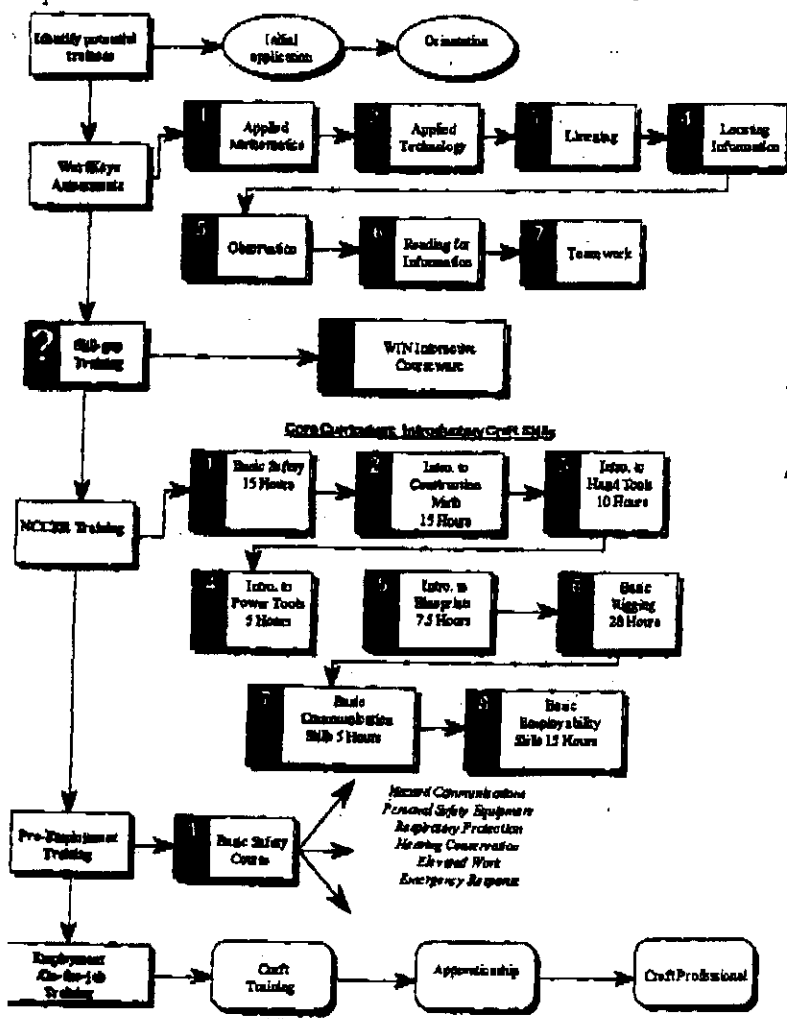 Identify potential
trainees
Initial
application
Orientation
WorkKeys
Assessments
1
Applied
Mathematics
2
Applied
Technology
3
Listening
4
Locating
Information
5
Observation
6
Reading for
Information
7
Teamwork
?
Skill-gap
Training
WIN Interactive
Courseware
Core Curriculum: Introductory Craft Skills
NCCER Training
1
Basic Safety
15 Hours
2
Intro. to
Construction
Math
15 Hours
3
Intro. to
Hand Tools
10 Hours
4
Intro. to
Power Tools
5 Hours
5
Intro. to
Blueprints
7.5 Hours
6
Basic
Rigging
20 Hours
7
Basic
Communication
Skills 5 Hours
8
Basic
Employability
Skills 15 Hours
Pre-Employment
Training
1
Basic Safety
Course
Hazard Communications
Personal Safety Equipment
Respiratory Protection
Hearing Conservation
Elevated Work
Emergency Response
Employment
/On-the-job
Training
Craft
Training
Apprenticeship
Craft Professional